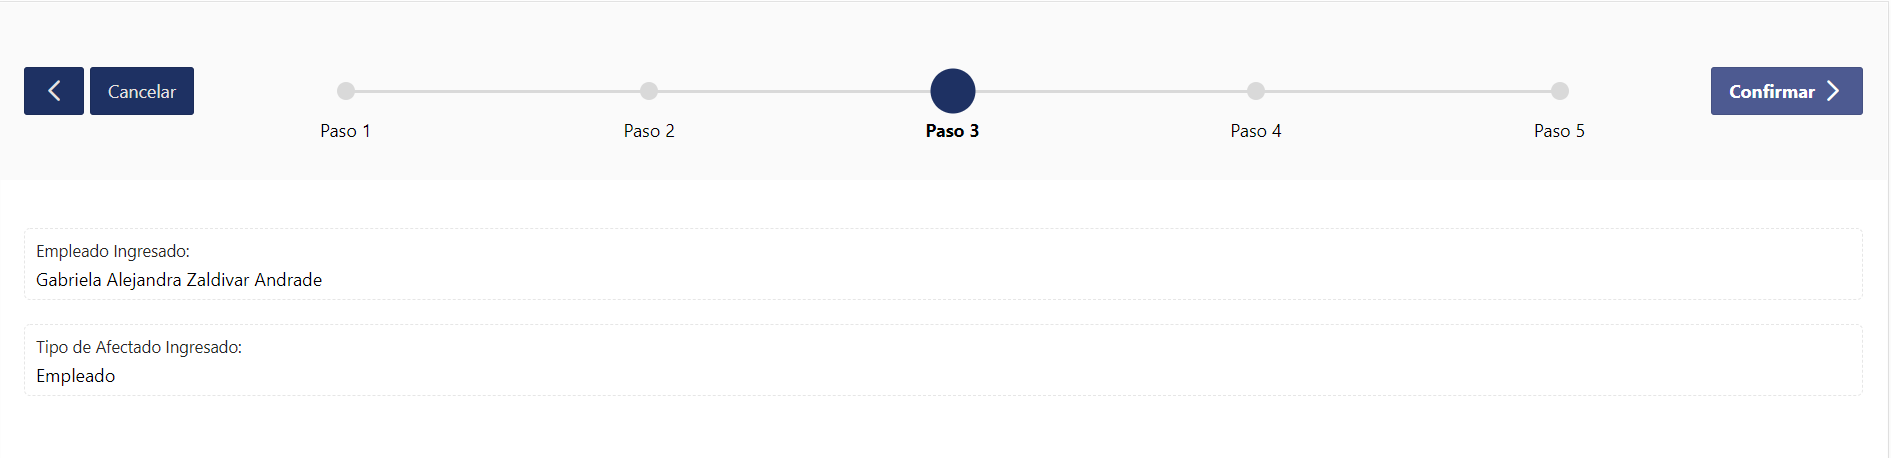 Cancelar
Confirmar
Paso 1
Paso 2
Paso 3
Paso 4
Paso 5
Empleado Ingresado:
Gabriela Alejandra Zaldivar Andrade
Tipo de Afectado Ingresado:
Empleado